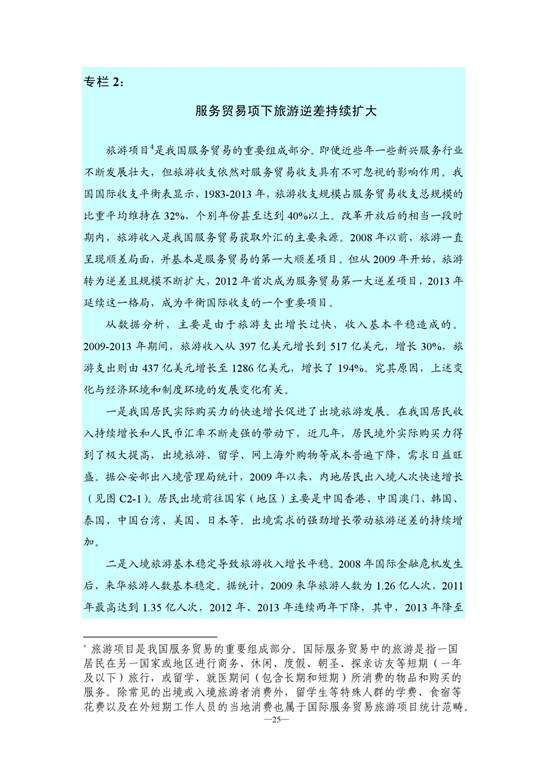 专栏 2：
服务贸易项下旅游逆差持续扩大
旅游项目4是我国服务贸易的重要组成部分。即便近些年一些新兴服务行业
不断发展壮大，但旅游收支依然对服务贸易收支具有不可忽视的影响作用。我
国国际收支平衡表显示，1983-2013 年，旅游收支规模占服务贸易收支总规模的
比重平均维持在 32%，个别年份甚至达到 40%以上。改革开放后的相当一段时
期内，旅游收入是我国服务贸易获取外汇的主要来源。2008 年以前，旅游一直
呈现顺差局面，并基本是服务贸易的第一大顺差项目。但从 2009 年开始，旅游
转为逆差且规模不断扩大，2012 年首次成为服务贸易第一大逆差项目，2013 年
延续这一格局，成为平衡国际收支的一个重要项目。
从数据分析，主要是由于旅游支出增长过快，收入基本平稳造成的。
2009-2013 年期间，旅游收入从 397 亿美元增长到 517 亿美元，增长 30%，旅
游支出则由 437 亿美元增长至 1286 亿美元，增长了 194%。究其原因，上述变
化与经济环境和制度环境的发展变化有关。
一是我国居民实际购买力的快速增长促进了出境旅游发展。在我国居民收
入持续增长和人民币汇率不断走强的带动下，近几年，居民境外实际购买力得
到了极大提高，出境旅游、留学、网上海外购物等成本普遍下降，需求日益旺
盛。据公安部出入境管理局统计，2009 年以来，内地居民出入境人次快速增长
（见图 C2-1）。居民出境前往国家（地区）主要是中国香港、中国澳门、韩国、
泰国、中国台湾、美国、日本等。出境需求的强劲增长带动旅游逆差的持续增
加。
二是入境旅游基本稳定导致旅游收入增长平稳。2008 年国际金融危机发生
后，来华旅游人数基本稳定。据统计，2009 来华旅游人数为 1.26 亿人次，2011
年最高达到 1.35 亿人次，2012 年、2013 年连续两年下降，其中，2013 年降至
旅游项目是我国服务贸易的重要组成部分。国际服务贸易中的旅游是指一国
居民在另一国家或地区进行商务、休闲、度假、朝圣、探亲访友等短期（一年
及以下）旅行，或留学、就医期间（包含长期和短期）所消费的物品和购买的
服务。除常见的出境或入境旅游者消费外，留学生等特殊人群的学费、食宿等
花费以及在外短期工作人员的当地消费也属于国际服务贸易旅游项目统计范畴。
—25—